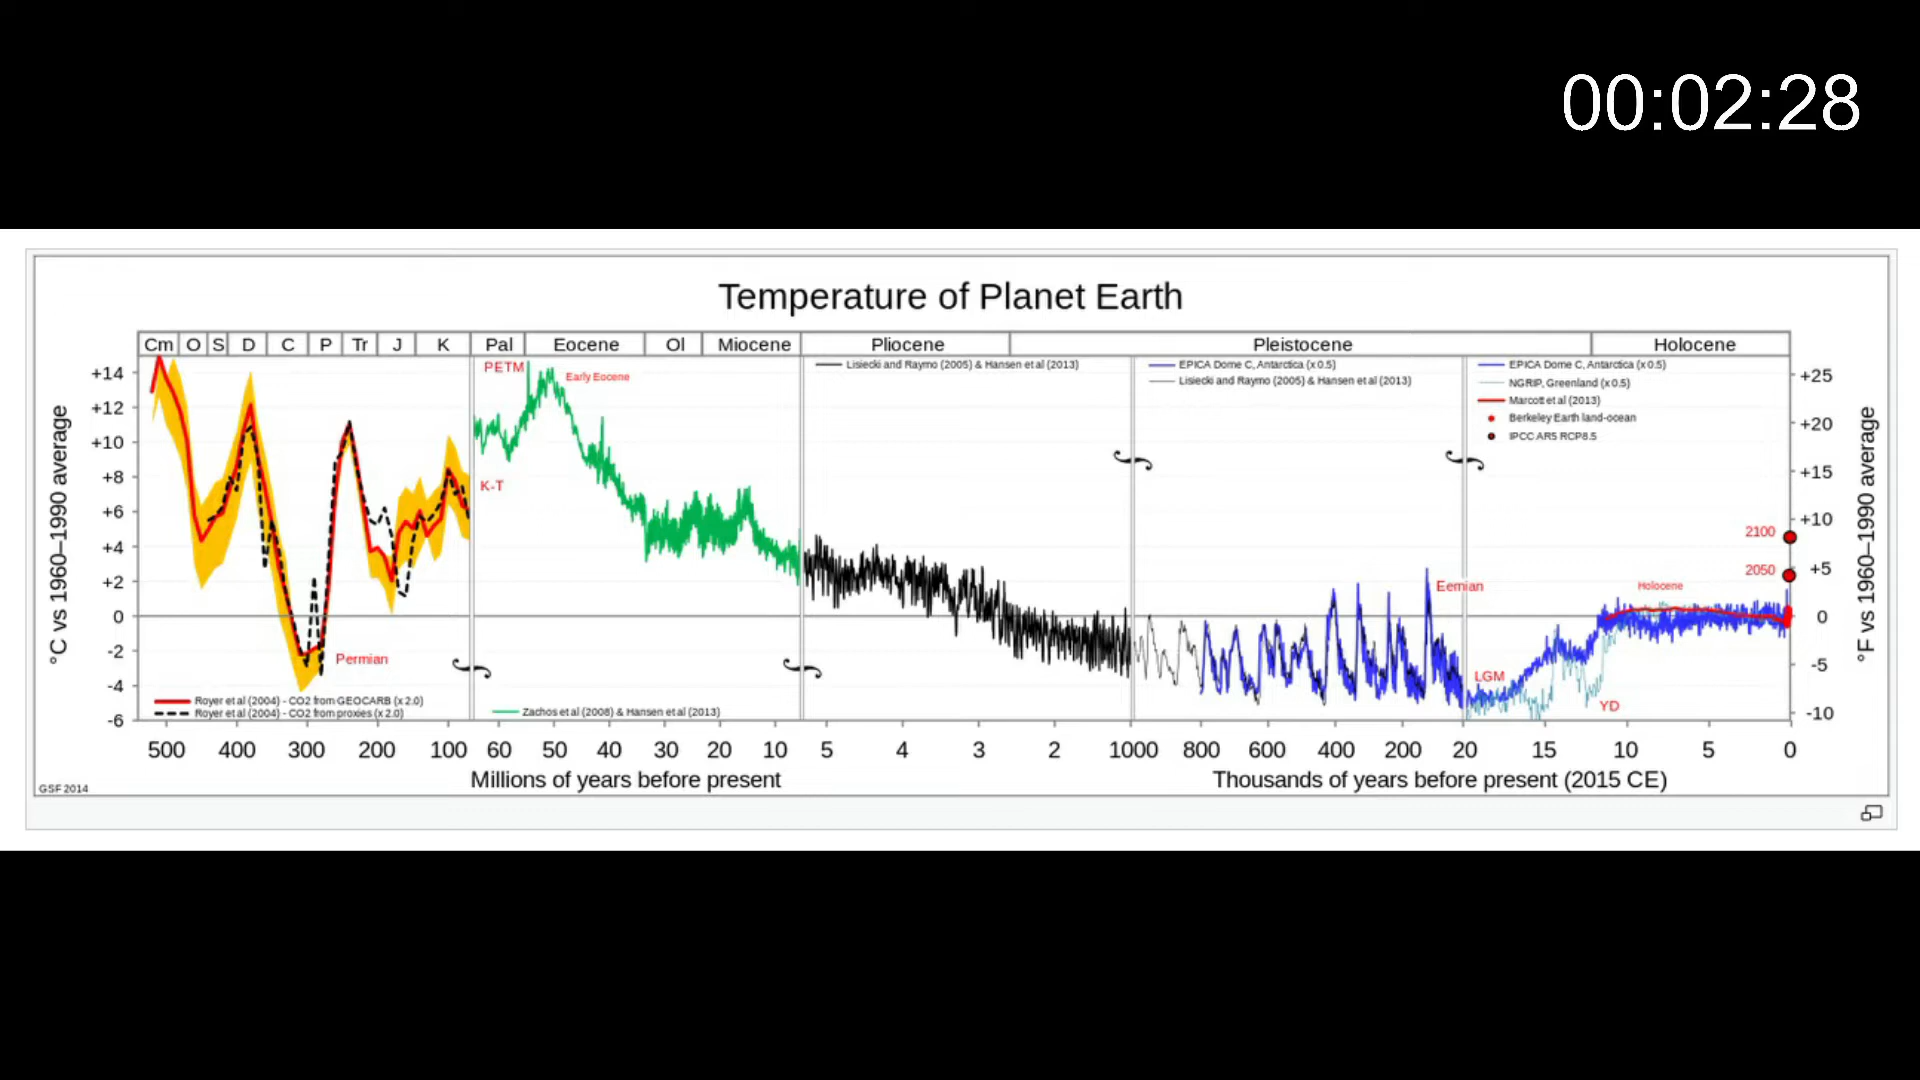 00:02:28
Temperature of Planet Earth
Cm O S D C P Tr J K Pal Eocene Ol Miocene Pliocene Pleistocene Holocene
°C vs 1960–1990 average
+14
+12
+10
+8
+6
+4
+2
0
-2
-4
-6
Permian
Royer et al (2004) - CO2 from GEOCARB (x 2.0)
Royer et al (2004) - CO2 from proxies (x 2.0)
PETM
Early Eocene
K-T
Zachos et al (2008) & Hansen et al (2013)
Lisiecki and Raymo (2005) & Hansen et al (2013)
EPICA Dome C, Antarctica (x 0.5)
Lisiecki and Raymo (2005) & Hansen et al (2013)
Eemian
EPICA Dome C, Antarctica (x 0.5)
NGRIP, Greenland (x 0.5)
Marcott et al (2013)
Berkeley Earth land-ocean
IPCC AR5 RCP8.5
2100
2050
Holocene
LGM
YD
+25
+20
+15
+10
+5
0
-5
-10
°F vs 1960–1990 average
500 400 300 200 100 60 50 40 30 20 10 5 4 3 2 1000 800 600 400 200 20 15 10 5 0
Millions of years before present
Thousands of years before present (2015 CE)
GSF 2014